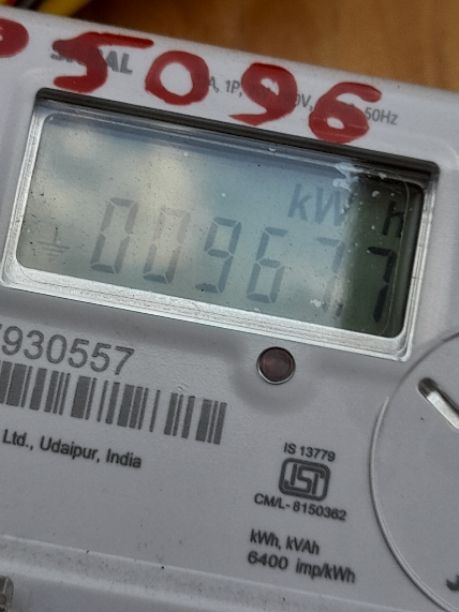 P5096
kWh
009677
7930557
Ltd., Udaipur, India
IS 13779
CM/L- 8150362
kWh, kVAh
6400 imp/kWh